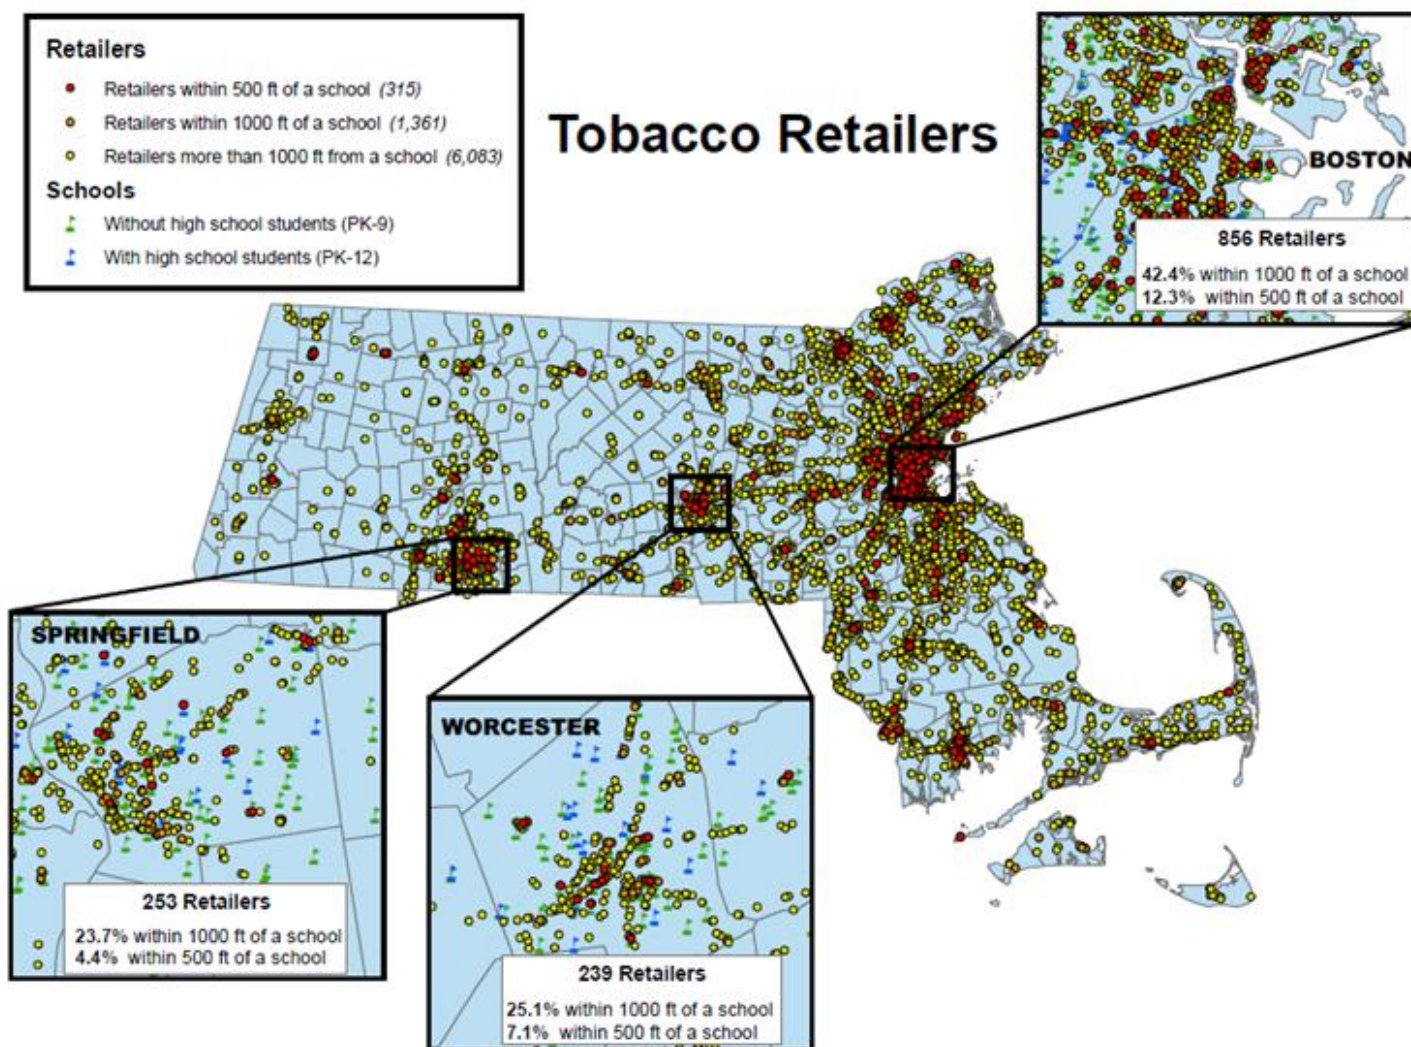 Retailers
Retailers within 500 ft of a school (315)
Retailers within 1000 ft of a school (1,361)
Retailers more than 1000 ft from a school (6,083)
Schools
Without high school students (PK-9)
With high school students (PK-12)
Tobacco Retailers
BOSTON
856 Retailers
42.4% within 1000 ft of a school
12.3% within 500 ft of a school
SPRINGFIELD
253 Retailers
23.7% within 1000 ft of a school
4.4% within 500 ft of a school
WORCESTER
239 Retailers
25.1% within 1000 ft of a school
7.1% within 500 ft of a school